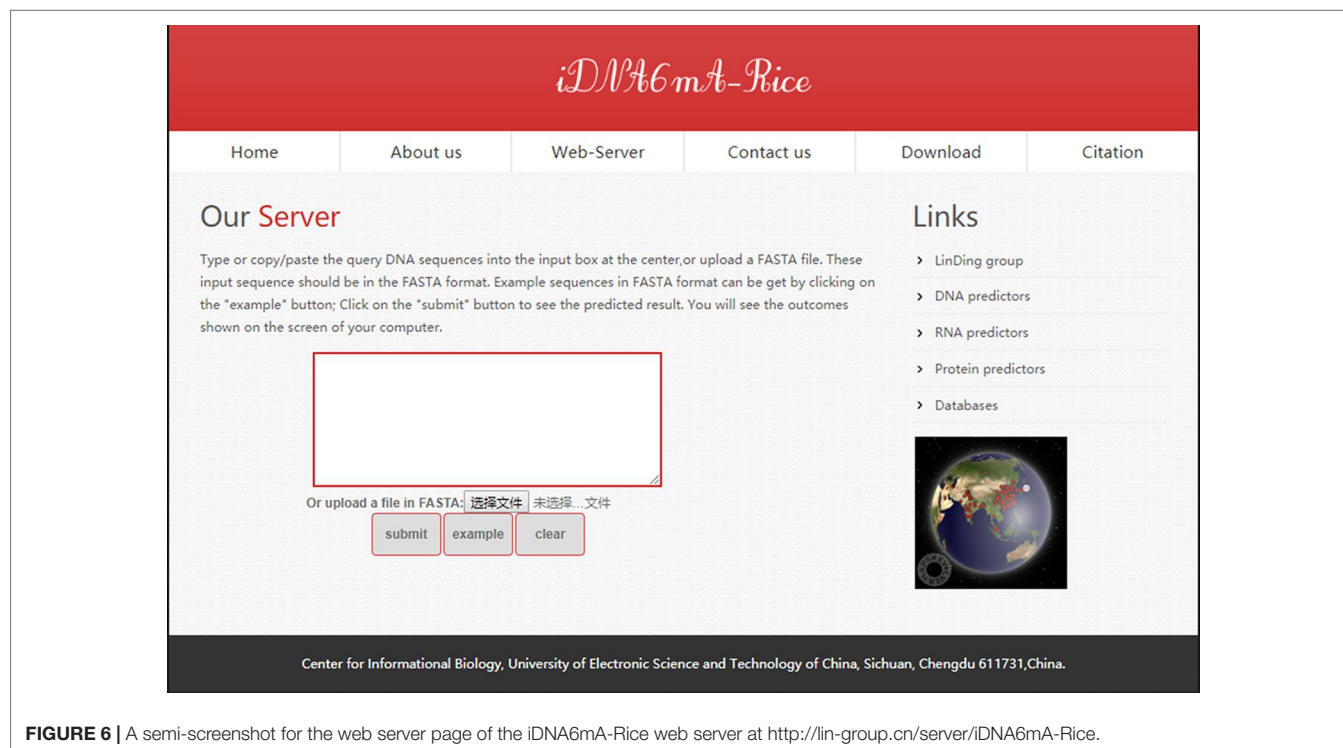 iDNA6mA-Rice
Home
About us
Web-Server
Contact us
Download
Citation
Our Server
Type or copy/paste the query DNA sequences into the input box at the center,or upload a FASTA file. These
input sequence should be in the FASTA format. Example sequences in FASTA format can be get by clicking on
the "example" button; Click on the "submit" button to see the predicted result. You will see the outcomes
shown on the screen of your computer.
Or upload a file in FASTA: 选择文件 未选择...文件
submit
example
clear
Links
LinDing group
DNA predictors
RNA predictors
Protein predictors
Databases
Center for Informational Biology, University of Electronic Science and Technology of China, Sichuan, Chengdu 611731,China.
FIGURE 6 | A semi-screenshot for the web server page of the iDNA6mA-Rice web server at http://lin-group.cn/server/iDNA6mA-Rice.